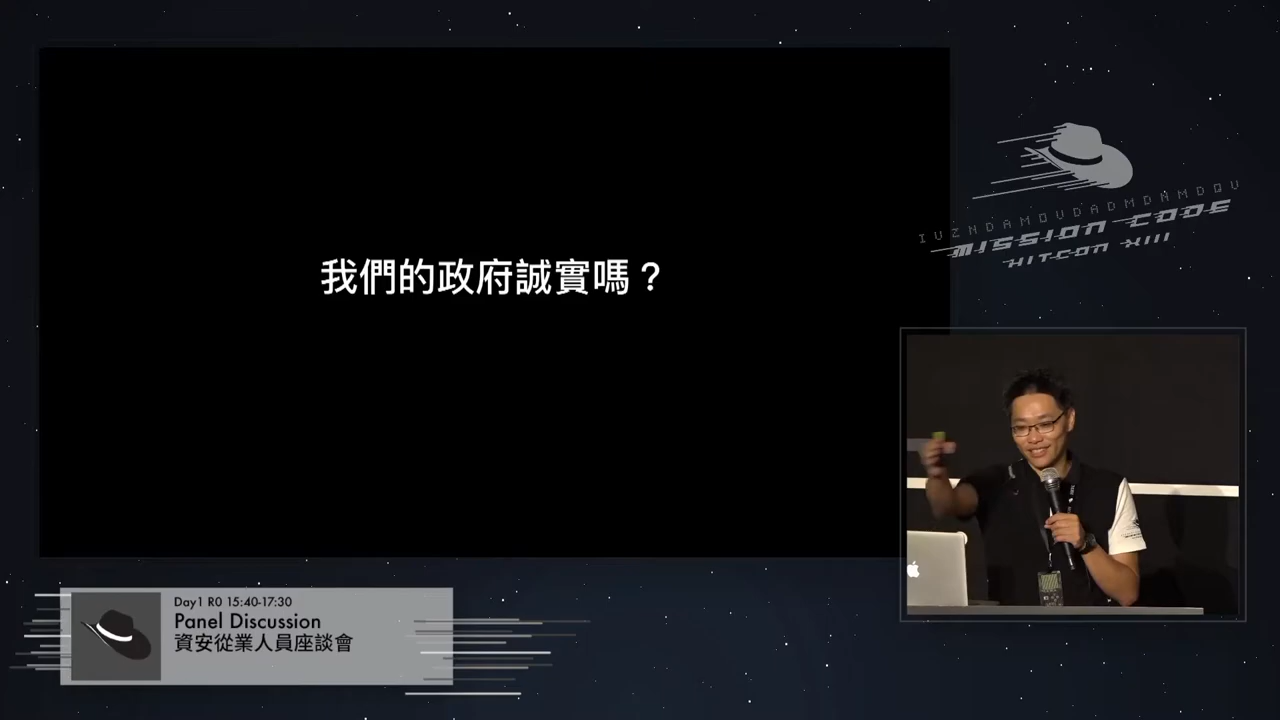 我們的政府誠實嗎？
IVZNDAMOVDADMDNMDQV
MISSION CODE
HITCON XIII
Day1 R0 15:40-17:30
Panel Discussion
資安從業人員座談會